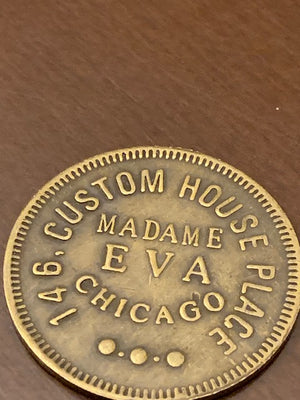 146, CUSTOM HOUSE PLACE
MADAME
EVA
CHICAGO